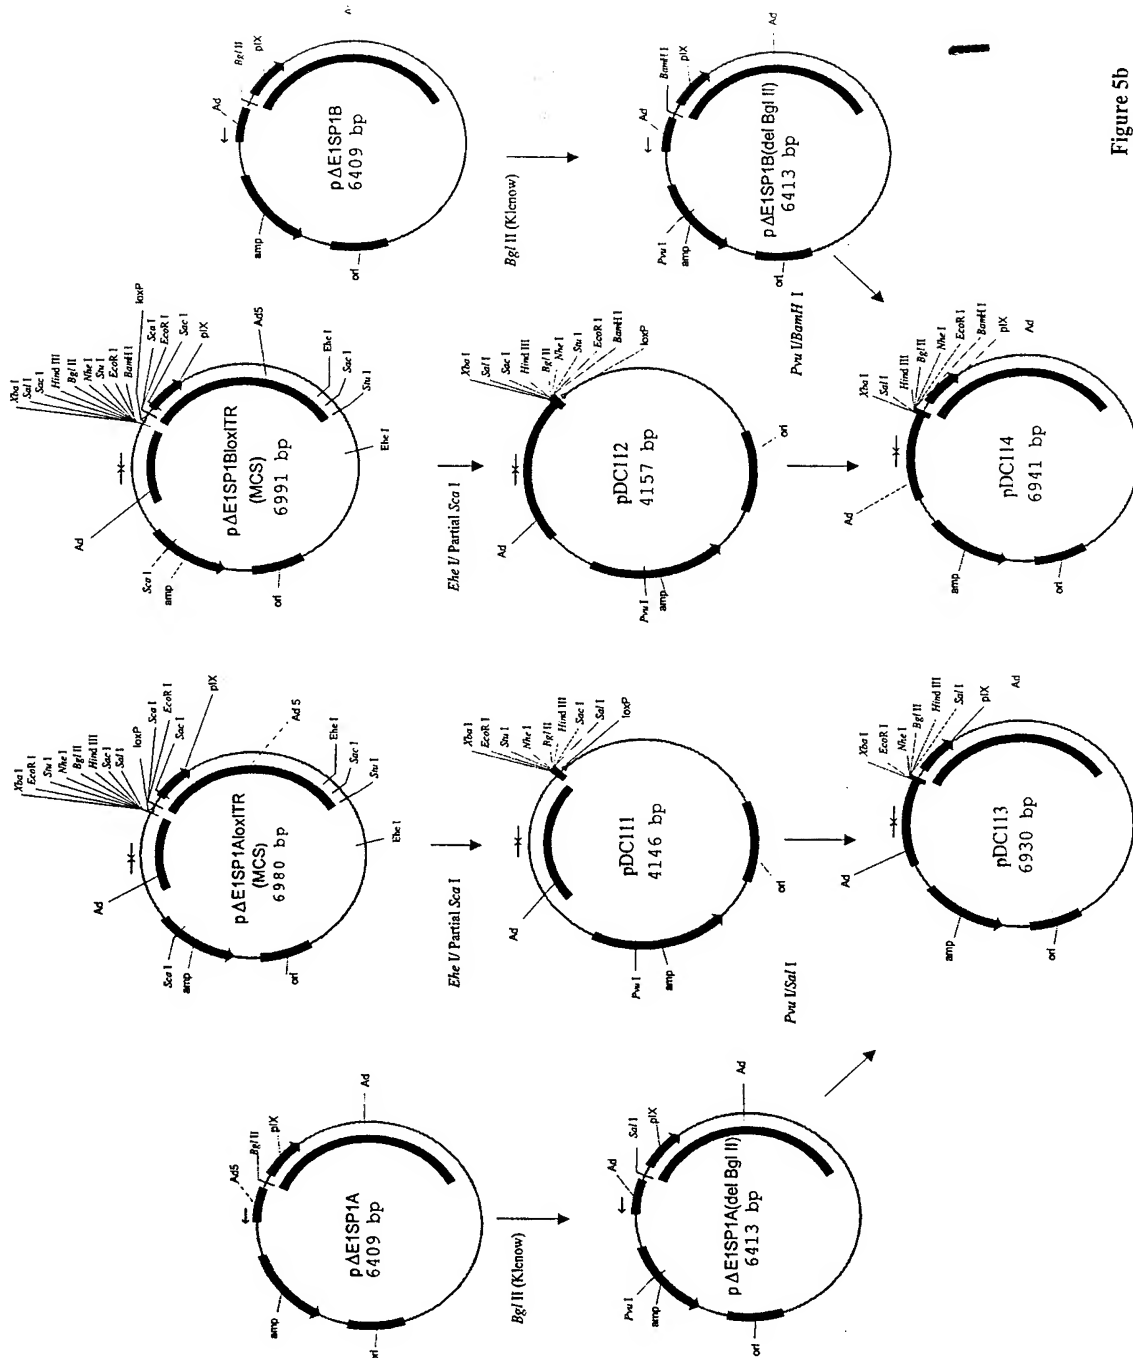 Ad5
Bgl II
pIX
Ad
amp
ori
pΔE1SP1A
6409 bp
Bgl II (Klenow)
Ad
Sal I
pIX
Ad
Pvu I
amp
ori
pΔE1SP1A(del Bgl II)
6413 bp
Xba I
EcoR I
Stu I
Nhe I
Bgl II
Hind III
Sac I
Sal I
loxP
Sca I
EcoR I
Sac I
pIX
Ad 5
Ehe I
Sac I
Stu I
Ehe I
Ad
Sca I
amp
ori
pΔE1SP1AloxITR
(MCS)
6980 bp
Ehe I/ Partial Sca I
Xba I
EcoR I
Stu I
Nhe I
Bgl II
Hind III
Sac I
Sal I
loxP
Ad
Pvu I
amp
ori
pDC111
4146 bp
Pvu I/Sal I
Xba I
EcoR I
Nhe I
Bgl II
Hind III
Sal I
pIX
Ad
Ad
amp
ori
pDC113
6930 bp
Xba I
Sal I
Sac I
Hind III
Bgl II
Nhe I
Stu I
EcoR I
BamH I
loxP
Sca I
EcoR I
Sac I
pIX
Ad5
Ehe I
Sac I
Stu I
Ehe I
Ad
Sca I
amp
ori
pΔE1SP1BloxITR
(MCS)
6991 bp
Ehe I/ Partial Sca I
Xba I
Sal I
Sac I
Hind III
Bgl II
Nhe I
Stu I
EcoR I
BamH I
loxP
Ad
Pvu I
amp
ori
pDC112
4157 bp
Pvu I/BamH I
Xba I
Sal I
Hind III
Bgl II
Nhe I
EcoR I
BamH I
pIX
Ad
Ad
amp
ori
pDC114
6941 bp
Ad
Bgl II
pIX
amp
ori
pΔE1SP1B
6409 bp
Bgl II (Klenow)
Ad
BamH I
pIX
Ad
Pvu I
amp
ori
pΔE1SP1B(del Bgl II)
6413 bp
Figure 5b